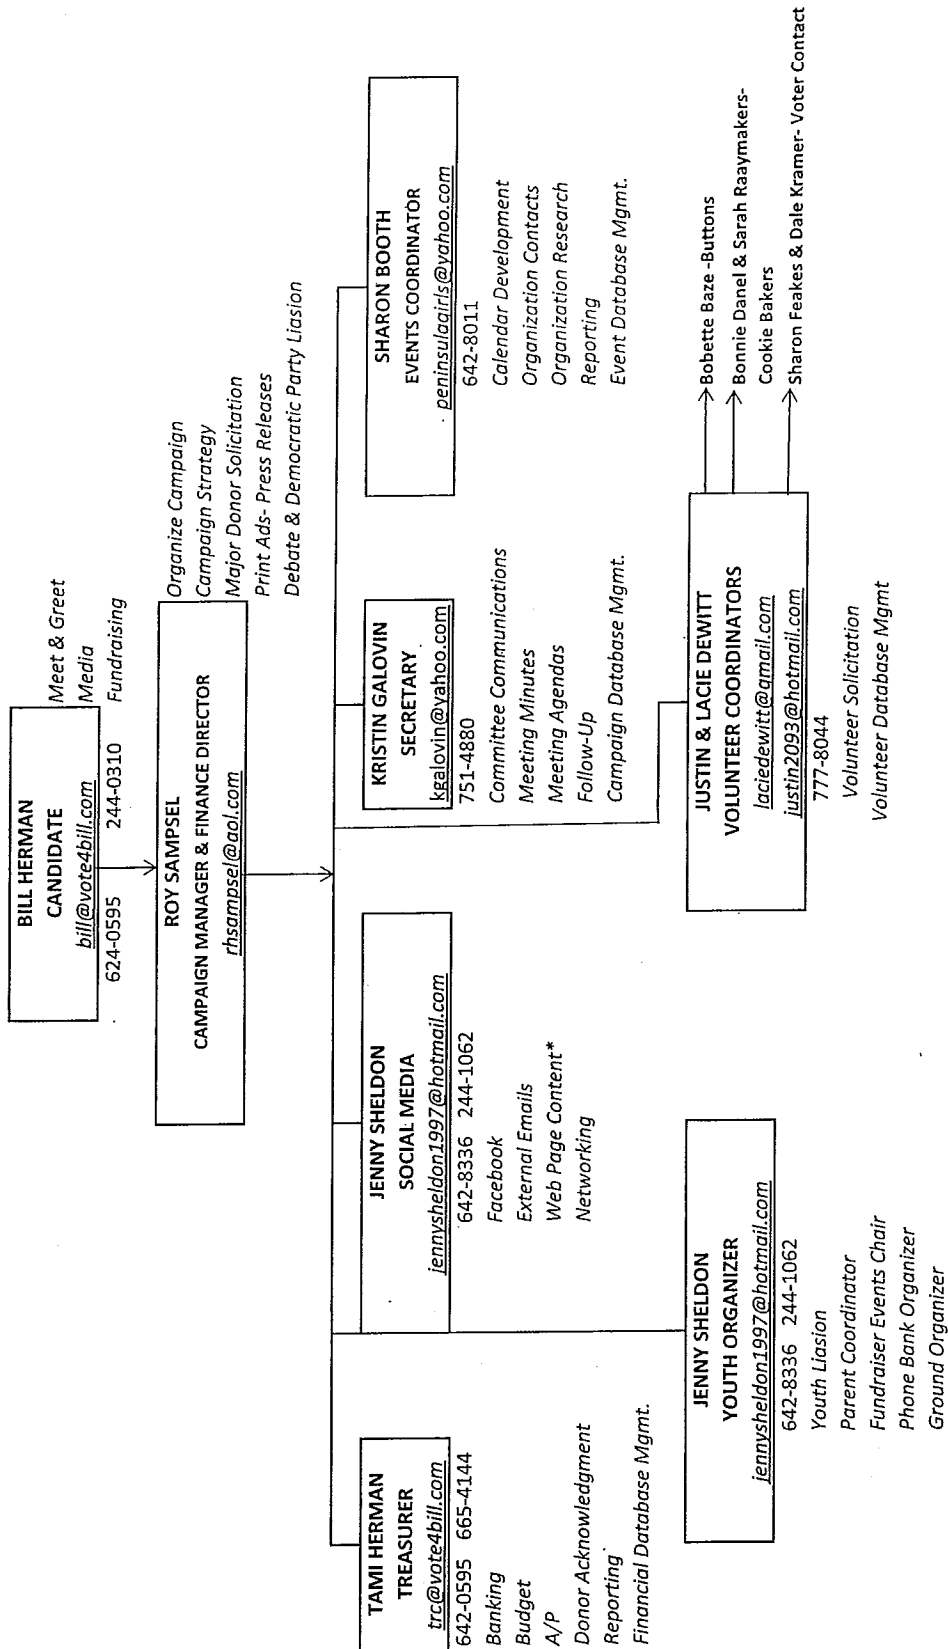 BILL HERMAN
CANDIDATE
bill@vote4bill.com
624-0595 244-0310
Meet & Greet
Media
Fundraising
ROY SAMPSEL
CAMPAIGN MANAGER & FINANCE DIRECTOR
rhsampsel@aol.com
Organize Campaign
Campaign Strategy
Major Donor Solicitation
Print Ads- Press Releases
Debate & Democratic Party Liasion
TAMI HERMAN
TREASURER
trc@vote4bill.com
642-0595 665-4144
Banking
Budget
A/P
Donor Acknowledgment
Reporting
Financial Database Mgmt.
JENNY SHELDON
SOCIAL MEDIA
jennysheldon1997@hotmail.com
642-8336 244-1062
Facebook
External Emails
Web Page Content*
Networking
KRISTIN GALOVIN
SECRETARY
kgalovin@yahoo.com
751-4880
Committee Communications
Meeting Minutes
Meeting Agendas
Follow-Up
Campaign Database Mgmt.
SHARON BOOTH
EVENTS COORDINATOR
peninsulagirls@yahoo.com
642-8011
Calendar Development
Organization Contacts
Organization Research
Reporting
Event Database Mgmt.
JENNY SHELDON
YOUTH ORGANIZER
jennysheldon1997@hotmail.com
642-8336 244-1062
Youth Liasion
Parent Coordinator
Fundraiser Events Chair
Phone Bank Organizer
Ground Organizer
JUSTIN & LACIE DEWITT
VOLUNTEER COORDINATORS
laciedewitt@gmail.com
justin2093@hotmail.com
777-8044
Volunteer Solicitation
Volunteer Database Mgmt
Bobette Baze -Buttons
Bonnie Danel & Sarah Raaymakers-
Cookie Bakers
Sharon Feakes & Dale Kramer- Voter Contact